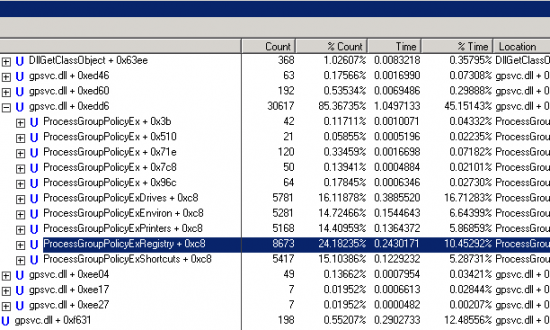 Count % Count Time % Time Location
DllGetClassObject + 0x63ee 368 1.02607% 0.0083218 0.35795% DllGetClassO
gpsvc.dll + 0xed46 63 0.17566% 0.0016990 0.07308% gpsvc.dll + 0xe
gpsvc.dll + 0xed60 192 0.53534% 0.0069486 0.29888% gpsvc.dll + 0xe
gpsvc.dll + 0xedd6 30617 85.36735% 1.0497133 45.15143% gpsvc.dll + 0xe
ProcessGroupPolicyEx + 0x3b 42 0.11711% 0.0010071 0.04332% ProcessGroup
ProcessGroupPolicyEx + 0x510 21 0.05855% 0.0005196 0.02235% ProcessGroup
ProcessGroupPolicyEx + 0x71e 120 0.33459% 0.0016698 0.07182% ProcessGroup
ProcessGroupPolicyEx + 0x7c8 50 0.13941% 0.0004884 0.02101% ProcessGroup
ProcessGroupPolicyEx + 0x96c 64 0.17845% 0.0006346 0.02730% ProcessGroup
ProcessGroupPolicyExDrives + 0xc8 5781 16.11878% 0.3885520 16.71283% ProcessGroup
ProcessGroupPolicyExEnviron + 0xc8 5281 14.72466% 0.1544643 6.64399% ProcessGroup
ProcessGroupPolicyExPrinters + 0xc8 5168 14.40959% 0.1364372 5.86859% ProcessGroup
ProcessGroupPolicyExRegistry + 0xc8 8673 24.18235% 0.2430171 10.45292% ProcessGroup
ProcessGroupPolicyExShortcuts + 0xc8 5417 15.10386% 0.1229232 5.28731% ProcessGroup
gpsvc.dll + 0xee04 49 0.13662% 0.0007954 0.03421% gpsvc.dll + 0xe
gpsvc.dll + 0xee17 7 0.01952% 0.0006613 0.02844% gpsvc.dll + 0xe
gpsvc.dll + 0xee27 7 0.01952% 0.0000482 0.00207% gpsvc.dll + 0xe
gpsvc.dll + 0xf631 198 0.55207% 0.2902733 12.48556% gpsvc.dll + 0xf